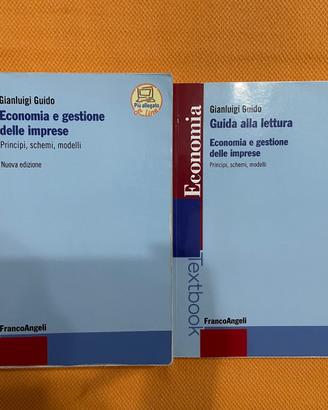 Gianluigi Guido
Economia e gestione
delle imprese
Principi, schemi, modelli
Nuova edizione
Più allegato
on line
FrancoAngeli
Economia
Textbook
Gianluigi Guido
Guida alla lettura
Economia e gestione
delle imprese
Principi, schemi, modelli
FrancoAngeli